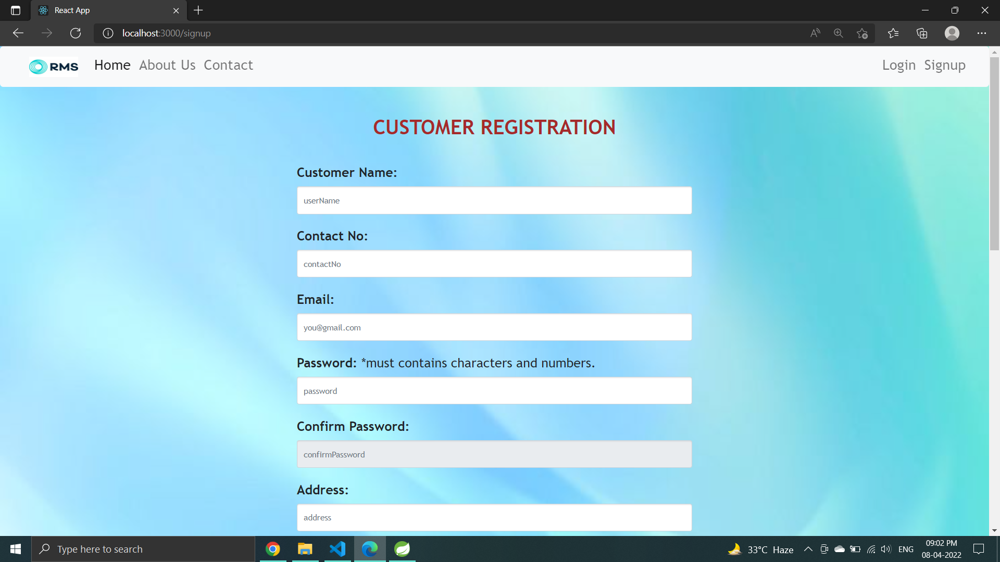 React App
localhost:3000/signup
RMS Home About Us Contact Login Signup
CUSTOMER REGISTRATION
Customer Name:
userName
Contact No:
contactNo
Email:
you@gmail.com
Password: *must contains characters and numbers.
password
Confirm Password:
confirmPassword
Address:
address
Type here to search
33°C Haze
ENG
09:02 PM
08-04-2022